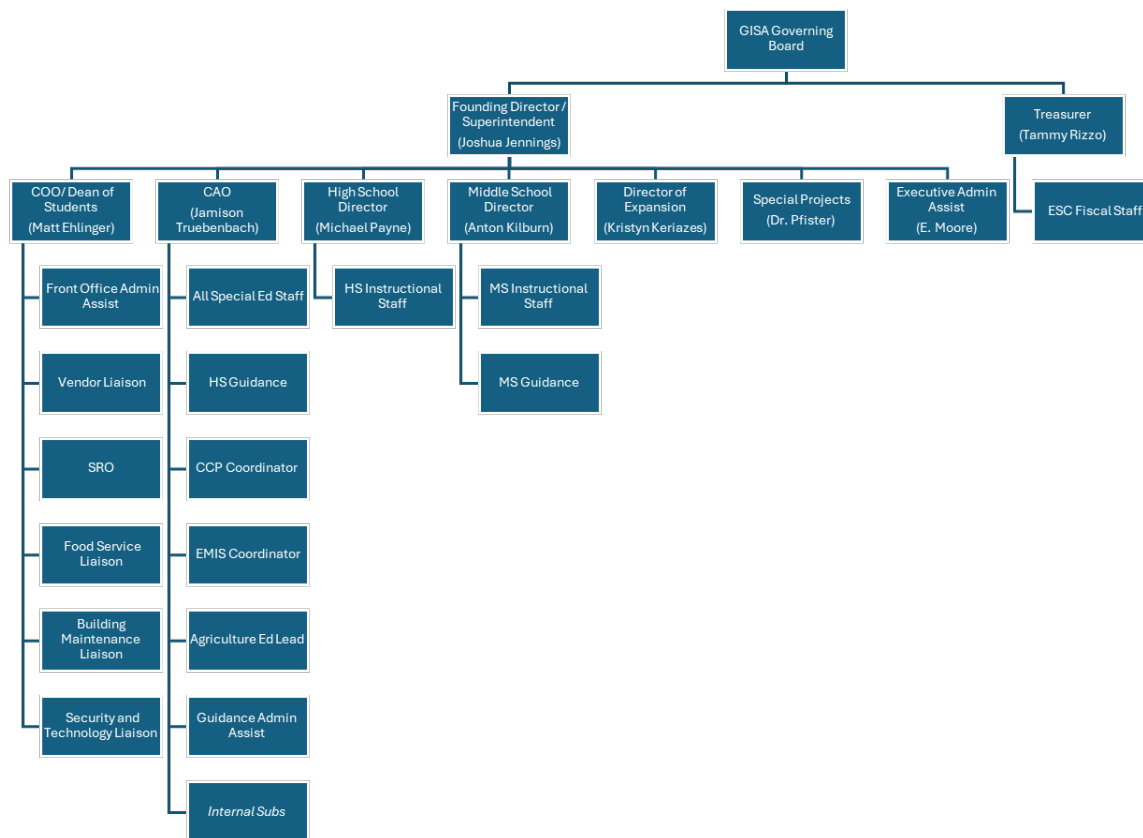 GISA Governing
Board
Founding Director/
Superintendent
(Joshua Jennings)
Treasurer
(Tammy Rizzo)
COO/ Dean of
Students
(Matt Ehlinger)
CAO
(Jamison
Truebenbach)
High School
Director
(Michael Payne)
Middle School
Director
(Anton Kilburn)
Director of
Expansion
(Kristyn Keriazes)
Special Projects
(Dr. Pfister)
Executive Admin
Assist
(E. Moore)
ESC Fiscal Staff
Front Office Admin
Assist
All Special Ed Staff
HS Instructional
Staff
MS Instructional
Staff
Vendor Liaison
HS Guidance
MS Guidance
SRO
CCP Coordinator
Food Service
Liaison
EMIS Coordinator
Building
Maintenance
Liaison
Agriculture Ed Lead
Security and
Technology Liaison
Guidance Admin
Assist
Internal Subs